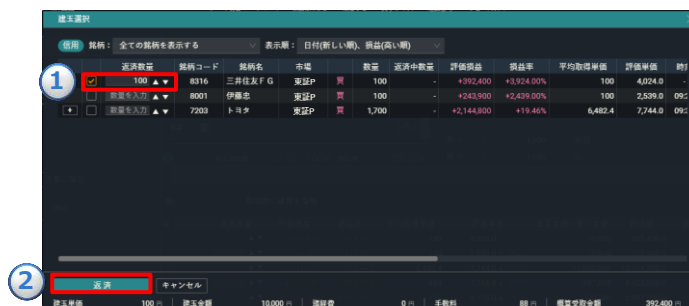 建玉選択
信用 銘柄: 全ての銘柄を表示する 表示順: 日付(新しい順)、損益(高い順)
返済数量 銘柄コード 銘柄名 市場 数量 返済中数量 評価損益 損益率 平均取得単価 評価単価
1 100 ▲ ▼ 8316 三井住友FG 東証P 買 100 - +392,400 +3,924.00% 100 4,024.0 -
数量を入力 ▲ ▼ 8001 伊藤忠 東証P 買 100 - +243,900 +2,439.00% 100 2,539.0
+ 数量を入力 ▲ ▼ 7203 トヨタ 東証P 買 1,700 - +2,144,800 +19.46% 6,482.4 7,744.0
2 返済 キャンセル
建玉単価 100 円 建玉金額 10,000 円 諸経費 0 円 手数料 88 円 概算受取金額 392,400